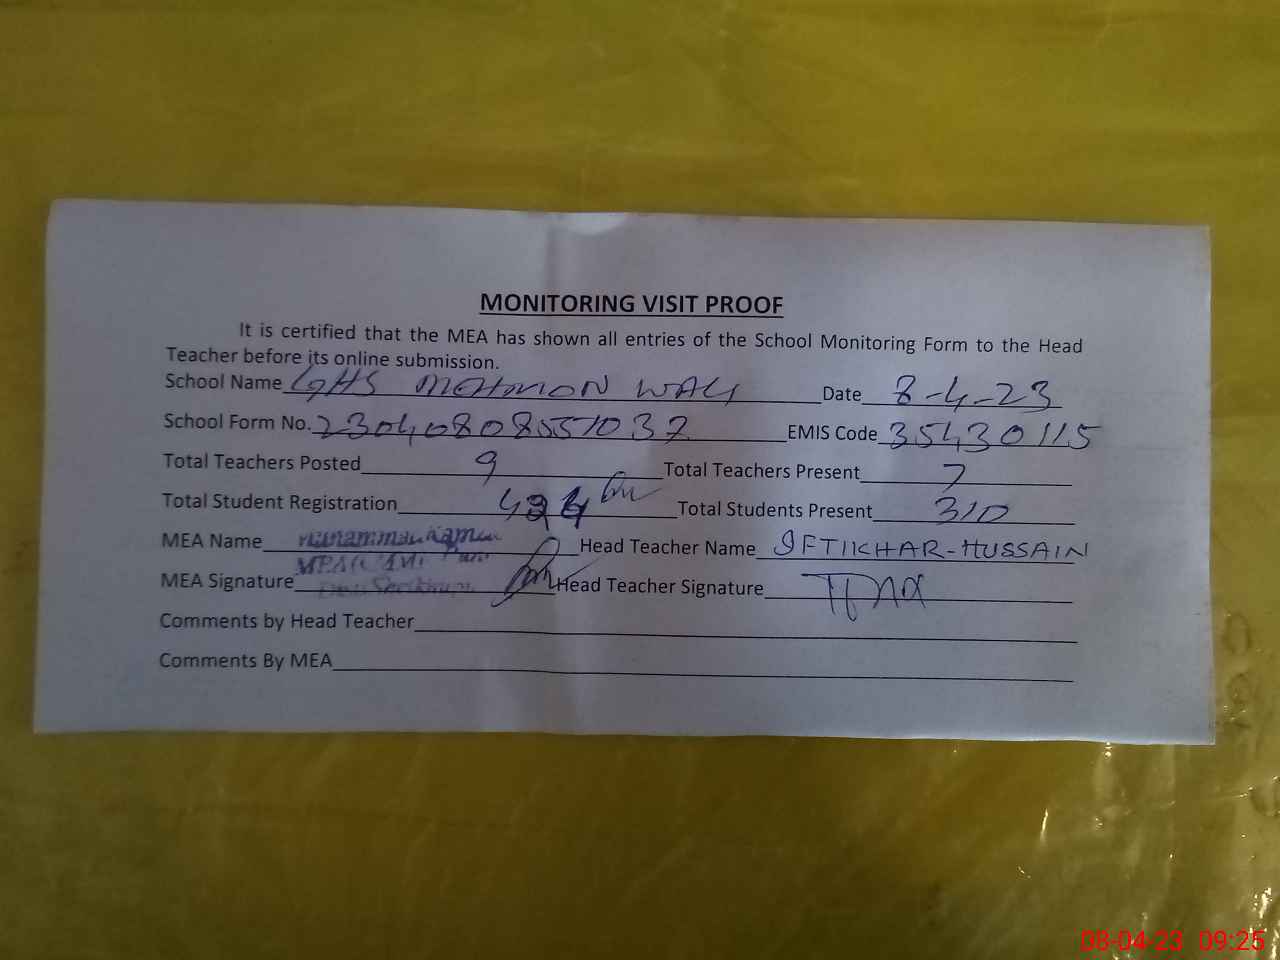 MONITORING VISIT PROOF
It is certified that the MEA has shown all entries of the School Monitoring Form to the Head
Teacher before its online submission.
School Name GHS MEHMON WALI Date 8-4-23
School Form No. EMIS Code 35430115
Total Teachers Posted 9 Total Teachers Present 7
Total Student Registration Total Students Present 310
MEA Name Muhammad Head Teacher Name IFTIKHAR-HUSSAIN
MEA Signature Head Teacher Signature
Comments by Head Teacher
Comments By MEA
08-04-23 09:25